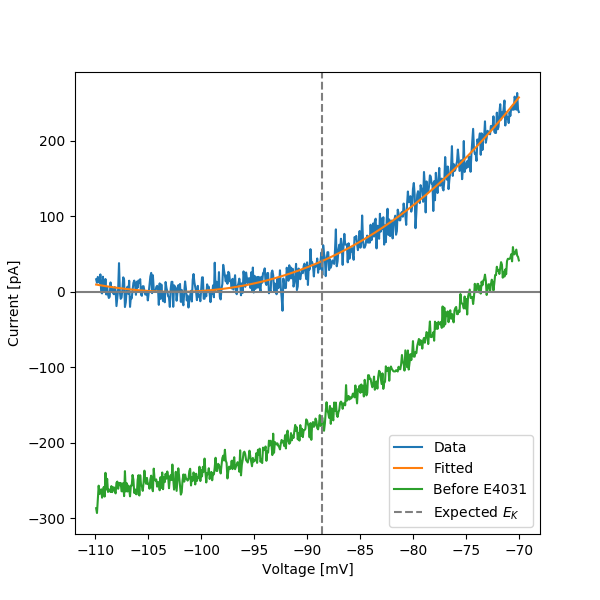 Current [pA]
200
100
0
−100
−200
−300
−110
−105
−100
−95
−90
−85
−80
−75
−70
Voltage [mV]
Data
Fitted
Before E4031
Expected E_K